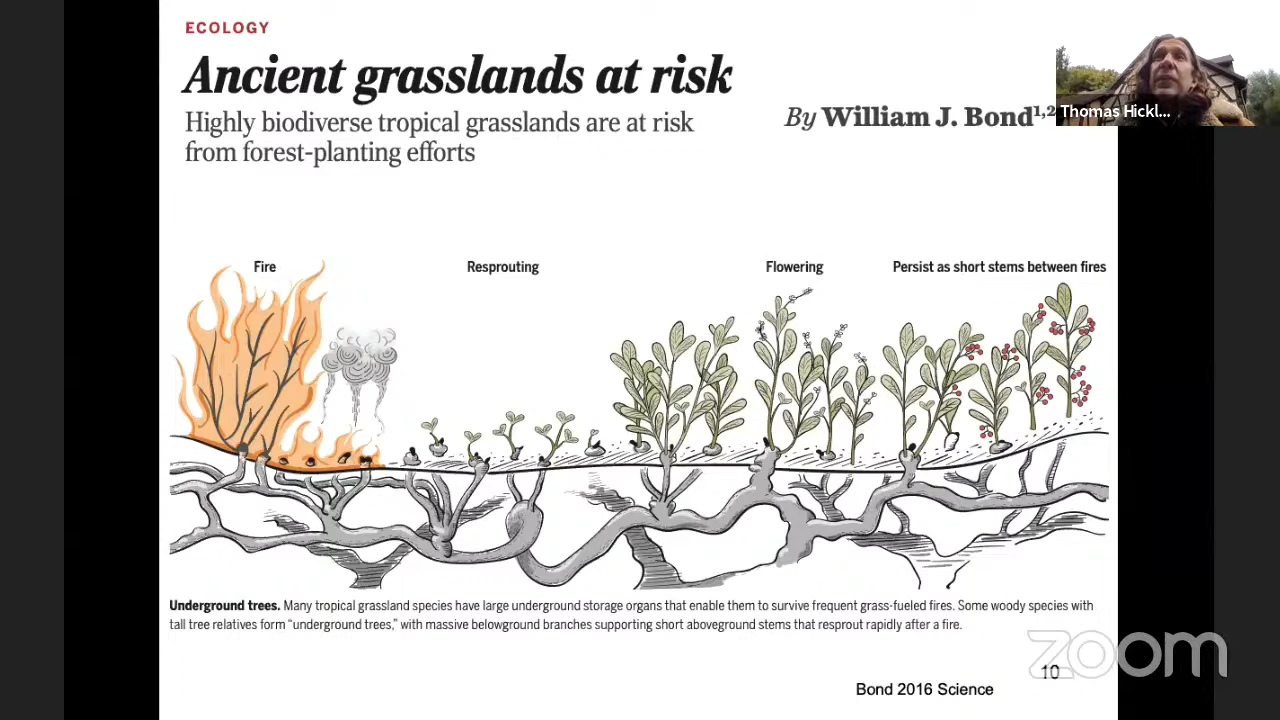 ECOLOGY
Ancient grasslands at risk
Highly biodiverse tropical grasslands are at risk
from forest-planting efforts
By William J. Bond1,2
Thomas Hickl...
Fire
Resprouting
Flowering
Persist as short stems between fires
Underground trees. Many tropical grassland species have large underground storage organs that enable them to survive frequent grass-fueled fires. Some woody species with
tall tree relatives form “underground trees,” with massive belowground branches supporting short aboveground stems that resprout rapidly after a fire.
zoom
10
Bond 2016 Science